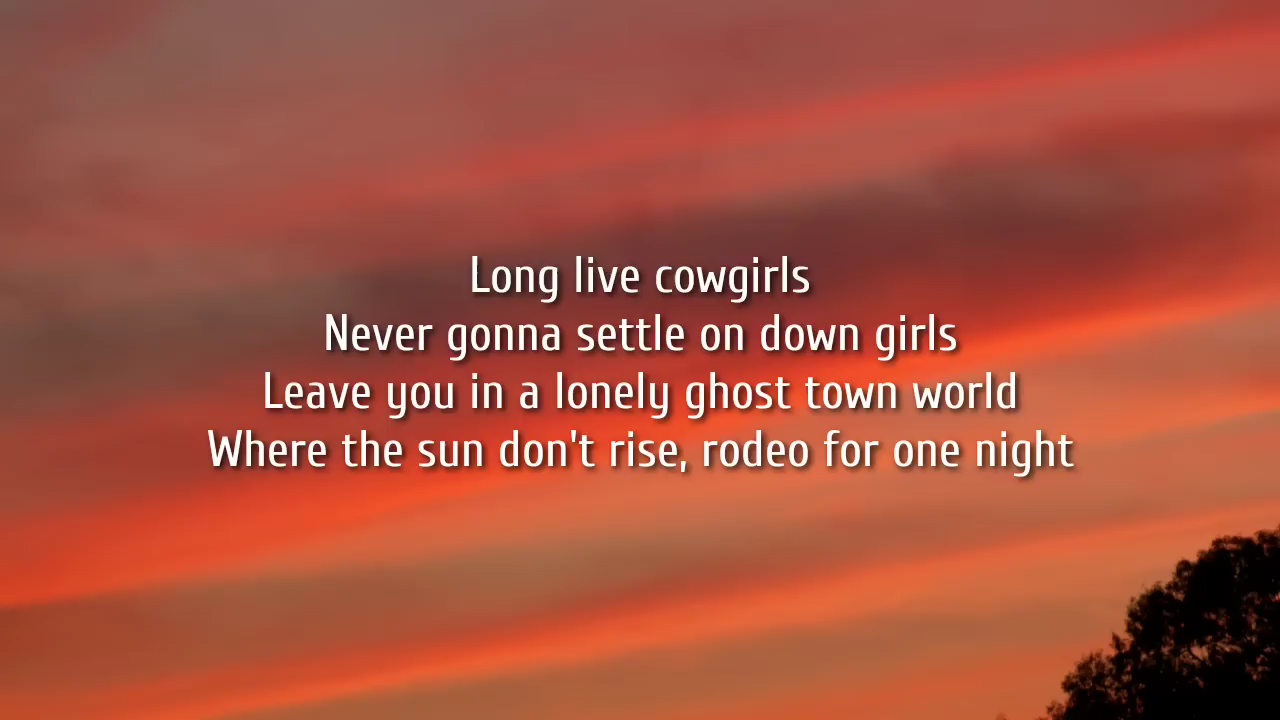 Long live cowgirls
Never gonna settle on down girls
Leave you in a lonely ghost town world
Where the sun don't rise, rodeo for one night